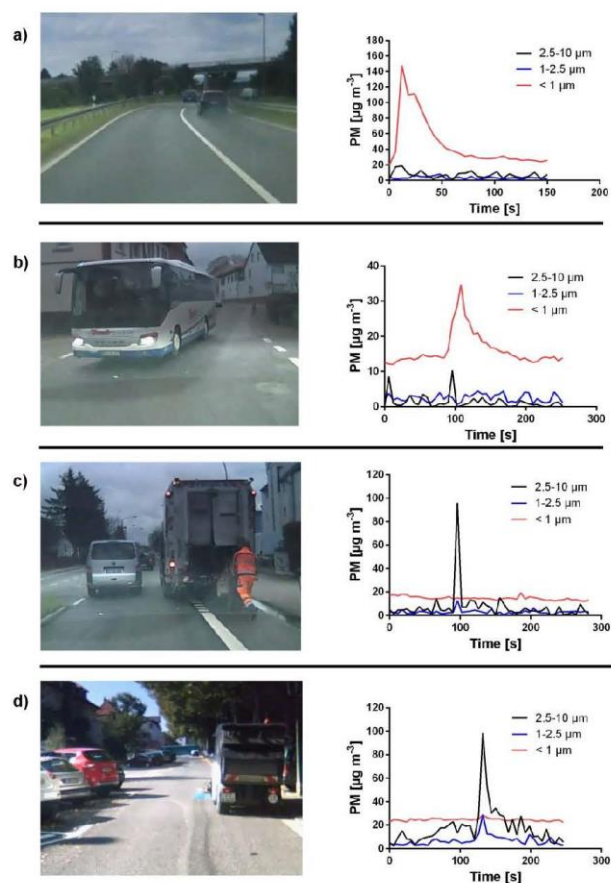 a)
PM [µg m⁻³]
180
160
140
120
100
80
60
40
20
0
0 50 100 150 200
Time [s]
2.5-10 µm
1-2.5 µm
< 1 µm
b)
PM [µg m⁻³]
40
30
20
10
0
0 100 200 300
Time [s]
2.5-10 µm
1-2.5 µm
< 1 µm
c)
PM [µg m⁻³]
120
100
80
60
40
20
0
0 100 200 300
Time [s]
2.5-10 µm
1-2.5 µm
< 1 µm
d)
PM [µg m⁻³]
120
100
80
60
40
20
0
0 100 200 300
Time [s]
2.5-10 µm
1-2.5 µm
< 1 µm